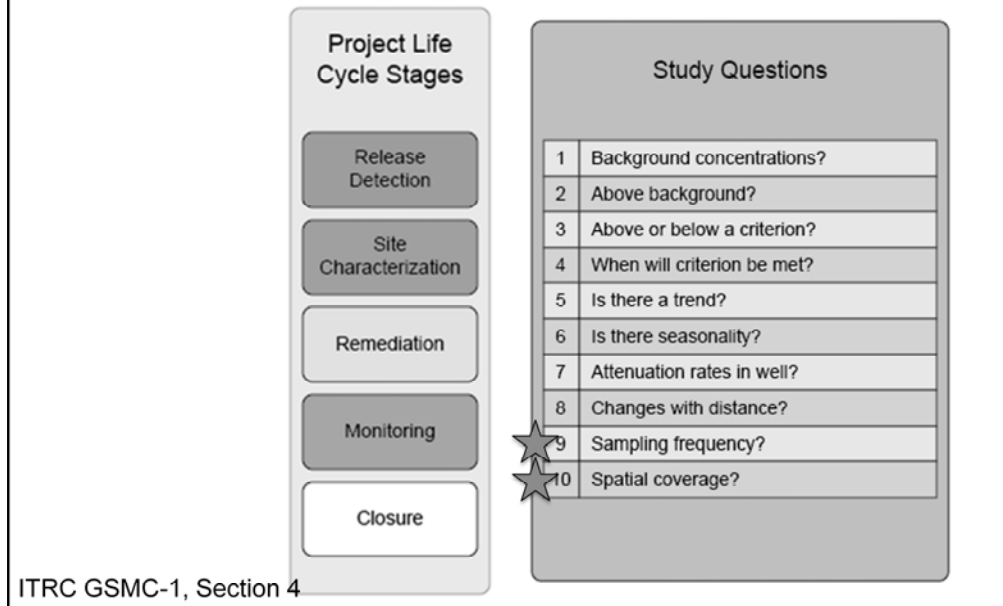 Project Life
Cycle Stages
Release
Detection
Site
Characterization
Remediation
Monitoring
Closure
Study Questions
1 Background concentrations?
2 Above background?
3 Above or below a criterion?
4 When will criterion be met?
5 Is there a trend?
6 Is there seasonality?
7 Attenuation rates in well?
8 Changes with distance?
9 Sampling frequency?
10 Spatial coverage?
ITRC GSMC-1, Section 4